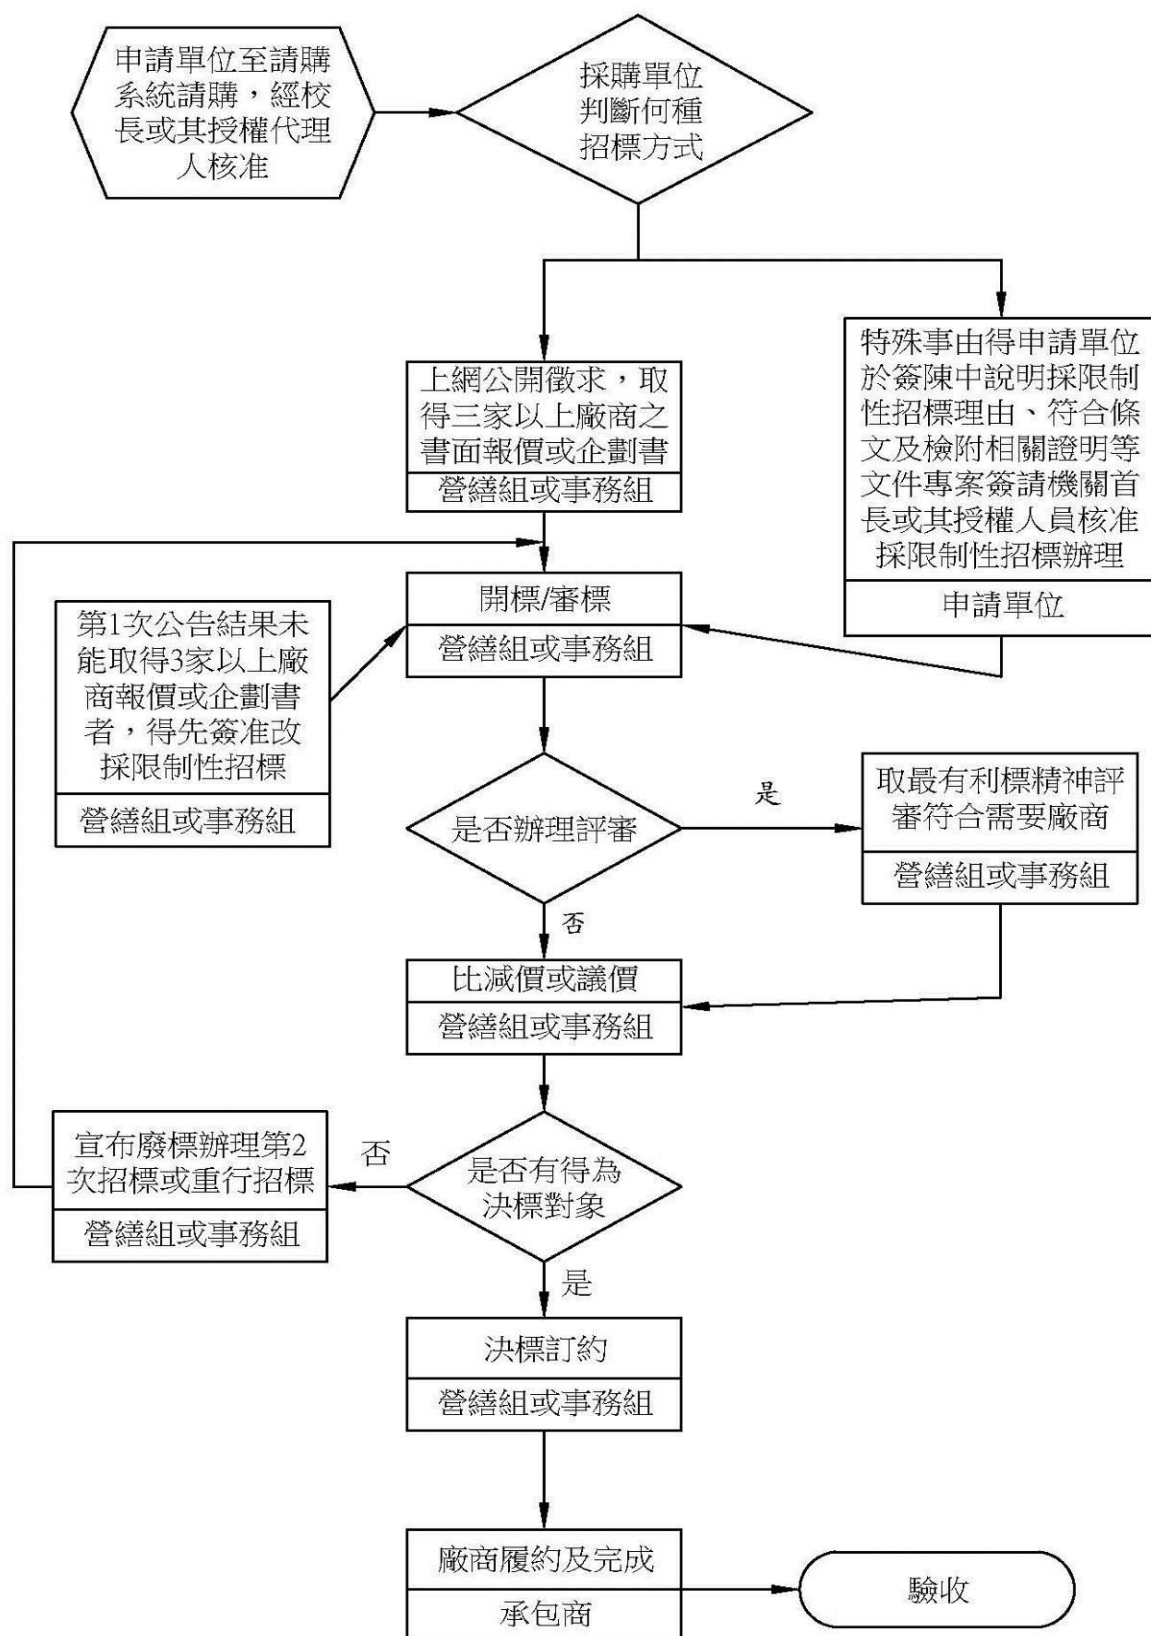 申請單位至請購
系統請購，經校
長或其授權代理
人核准
採購單位
判斷何種
招標方式
上網公開徵求，取
得三家以上廠商之
書面報價或企劃書
營繕組或事務組
特殊事由得申請單位
於簽陳中說明採限制
性招標理由、符合條
文及檢附相關證明等
文件專案簽請機關首
長或其授權人員核准
採限制性招標辦理
申請單位
開標/審標
營繕組或事務組
第1次公告結果未
能取得3家以上廠
商報價或企劃書
者，得先簽准改
採限制性招標
營繕組或事務組
是否辦理評審
是
取最有利標精神評
審符合需要廠商
營繕組或事務組
否
比減價或議價
營繕組或事務組
是否有得為
決標對象
否
宣布廢標辦理第2
次招標或重行招標
營繕組或事務組
是
決標訂約
營繕組或事務組
廠商履約及完成
承包商
驗收